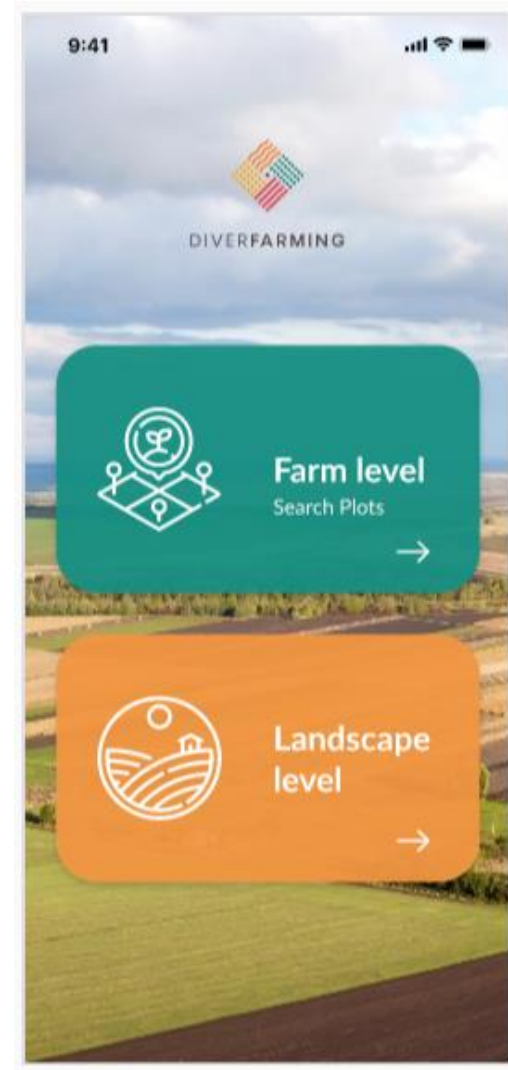 9:41
DIVERFARMING
Farm level
Search Plots
Landscape
level